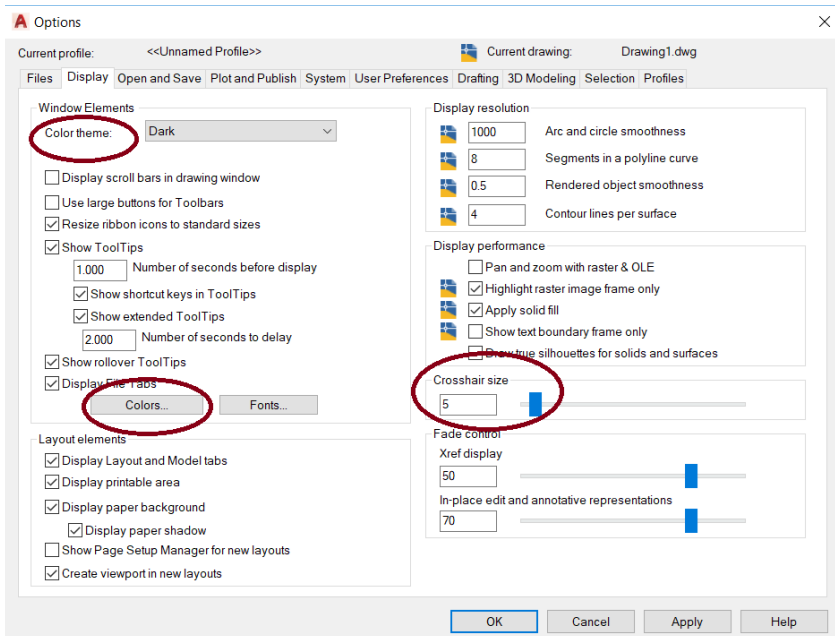 A Options
Current profile: <<Unnamed Profile>> Current drawing: Drawing1.dwg
Files Display Open and Save Plot and Publish System User Preferences Drafting 3D Modeling Selection Profiles
Window Elements
Color theme: Dark
Display scroll bars in drawing window
Use large buttons for Toolbars
Resize ribbon icons to standard sizes
Show ToolTips
1.000 Number of seconds before display
Show shortcut keys in ToolTips
Show extended ToolTips
2.000 Number of seconds to delay
Show rollover ToolTips
Display File Tabs
Colors... Fonts...
Layout elements
Display Layout and Model tabs
Display printable area
Display paper background
Display paper shadow
Show Page Setup Manager for new layouts
Create viewport in new layouts
Display resolution
1000 Arc and circle smoothness
8 Segments in a polyline curve
0.5 Rendered object smoothness
4 Contour lines per surface
Display performance
Pan and zoom with raster & OLE
Highlight raster image frame only
Apply solid fill
Show text boundary frame only
Draw true silhouettes for solids and surfaces
Crosshair size
5
Fade control
Xref display
50
In-place edit and annotative representations
70
OK Cancel Apply Help